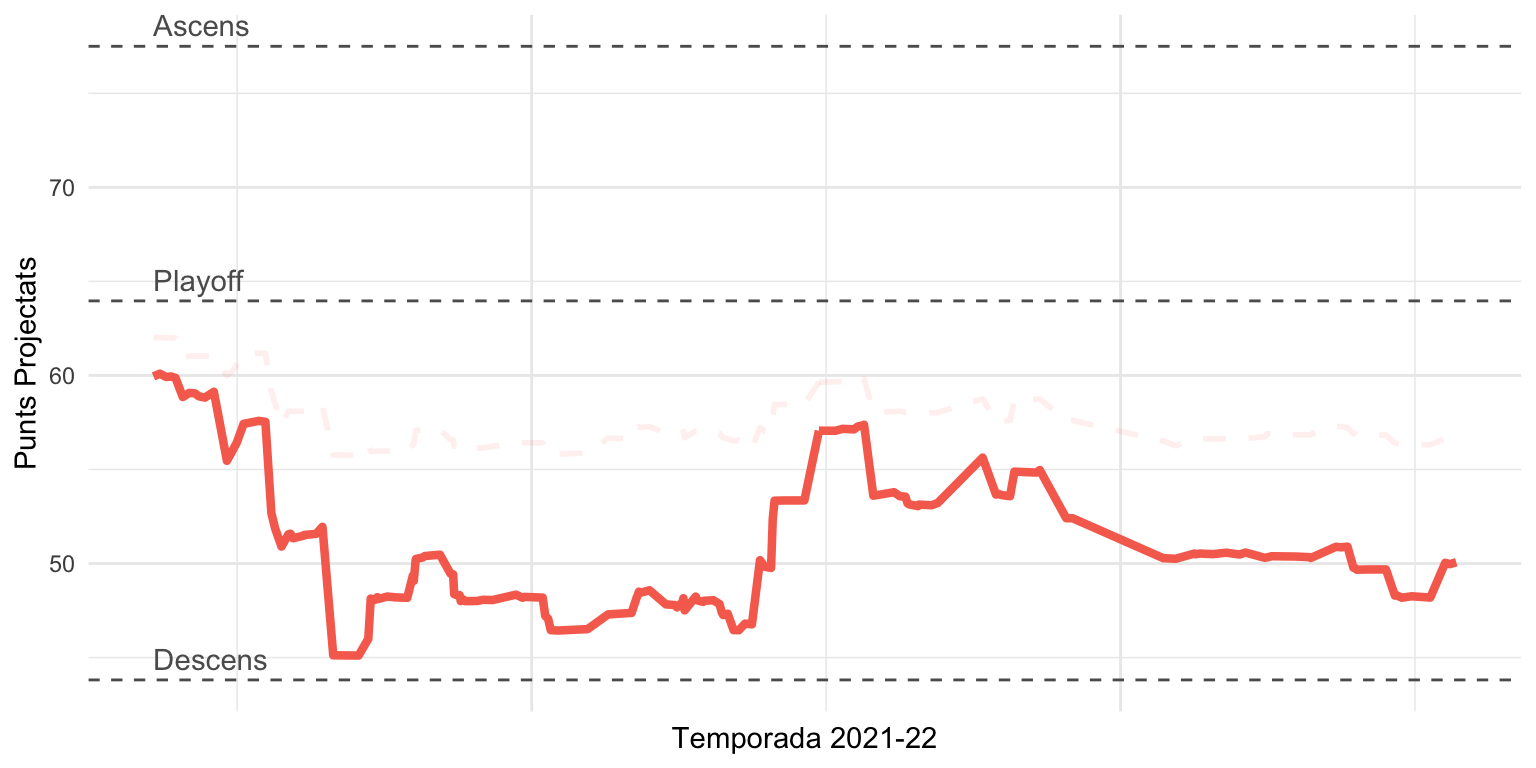 Ascens
70
Playoff
Punts Projectats
60
50
Descens
Temporada 2021-22